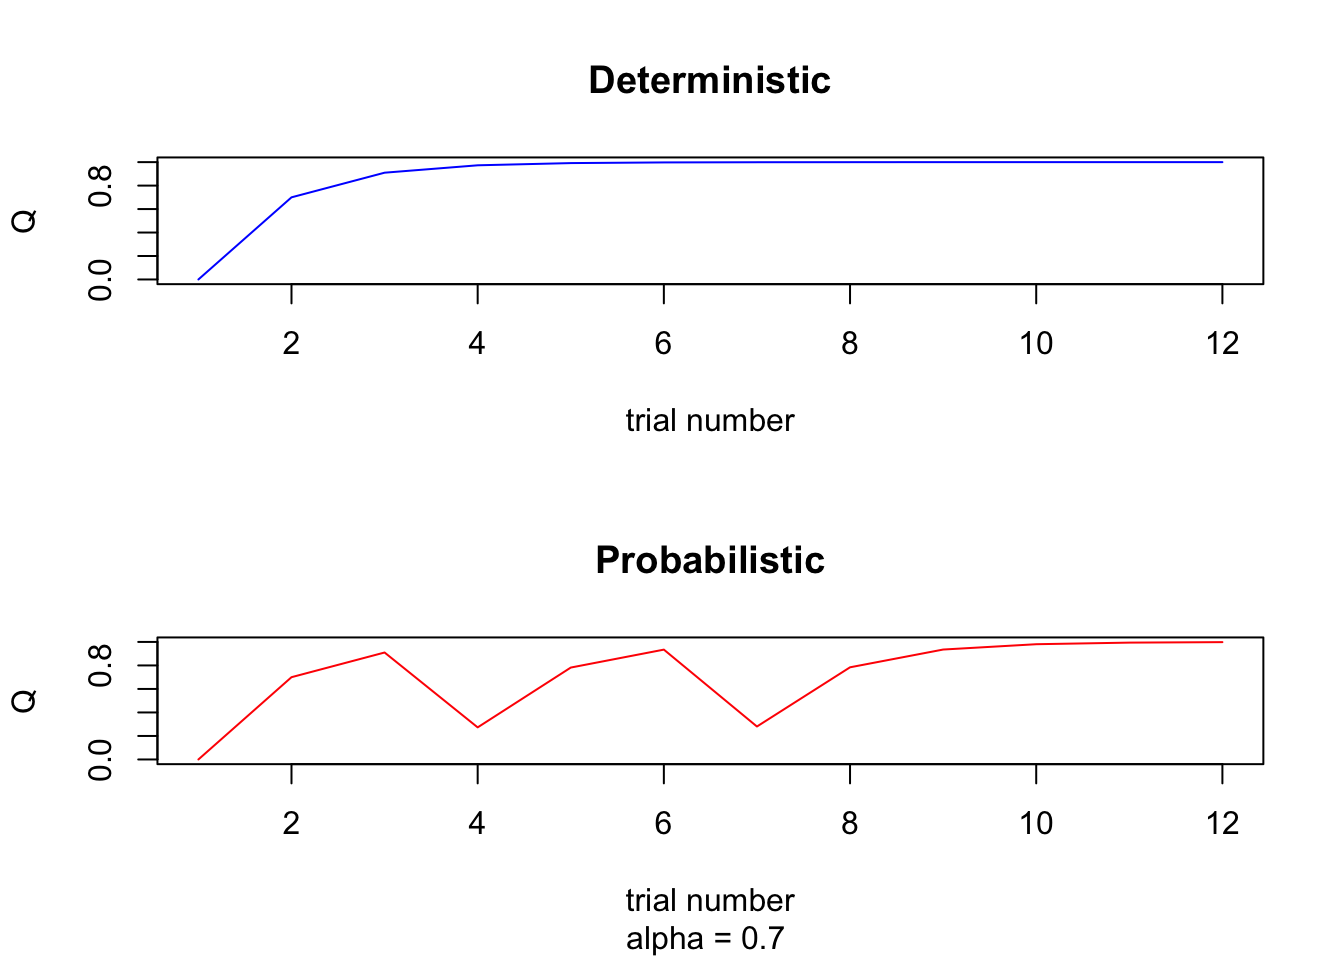 Deterministic
Q
0.8
0.0
2 4 6 8 10 12
trial number
Probabilistic
Q
0.8
0.0
2 4 6 8 10 12
trial number
alpha = 0.7